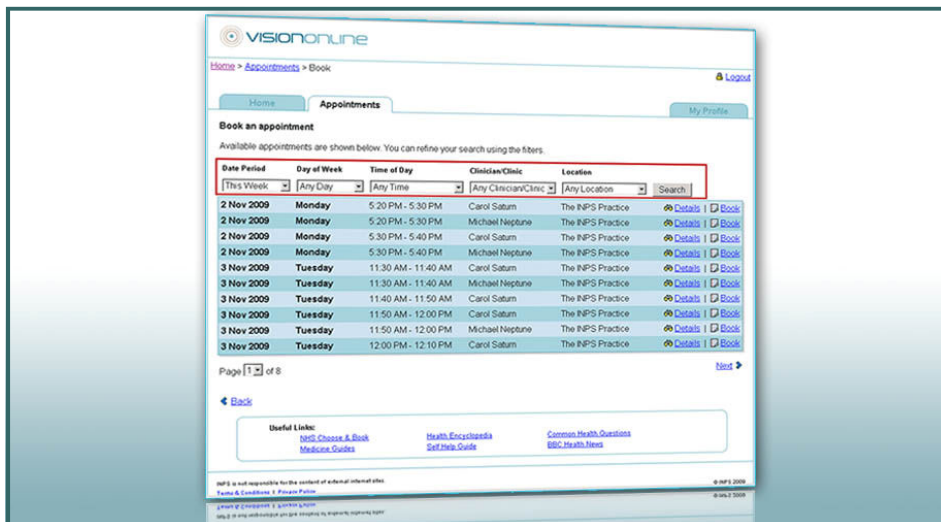 VISIONONLINE
Home > Appointments > Book
Logout
Home Appointments My Profile
Book an appointment
Available appointments are shown below. You can refine your search using the filters.
Date Period Day of Week Time of Day Clinician/Clinic Location
This Week Any Day Any Time Any Clinician/Clinic Any Location Search
2 Nov 2009 Monday 5:20 PM - 5:30 PM Carol Saturn The INPS Practice Details | Book
2 Nov 2009 Monday 5:20 PM - 5:30 PM Michael Neptune The INPS Practice Details | Book
2 Nov 2009 Monday 5:30 PM - 5:40 PM Carol Saturn The INPS Practice Details | Book
2 Nov 2009 Monday 5:30 PM - 5:40 PM Michael Neptune The INPS Practice Details | Book
3 Nov 2009 Tuesday 11:30 AM - 11:40 AM Carol Saturn The INPS Practice Details | Book
3 Nov 2009 Tuesday 11:30 AM - 11:40 AM Michael Neptune The INPS Practice Details | Book
3 Nov 2009 Tuesday 11:40 AM - 11:50 AM Carol Saturn The INPS Practice Details | Book
3 Nov 2009 Tuesday 11:50 AM - 12:00 PM Carol Saturn The INPS Practice Details | Book
3 Nov 2009 Tuesday 11:50 AM - 12:00 PM Michael Neptune The INPS Practice Details | Book
3 Nov 2009 Tuesday 12:00 PM - 12:10 PM Carol Saturn The INPS Practice Details | Book
Page 1 of 8 Next
Back
Useful Links:
NHS Choose & Book Health Encyclopedia Common Health Questions
Medicine Guides Self Help Guide BBC Health News
INPS is not responsible for the content of external internet sites. © INPS 2009
Terms & Conditions | Privacy Policy